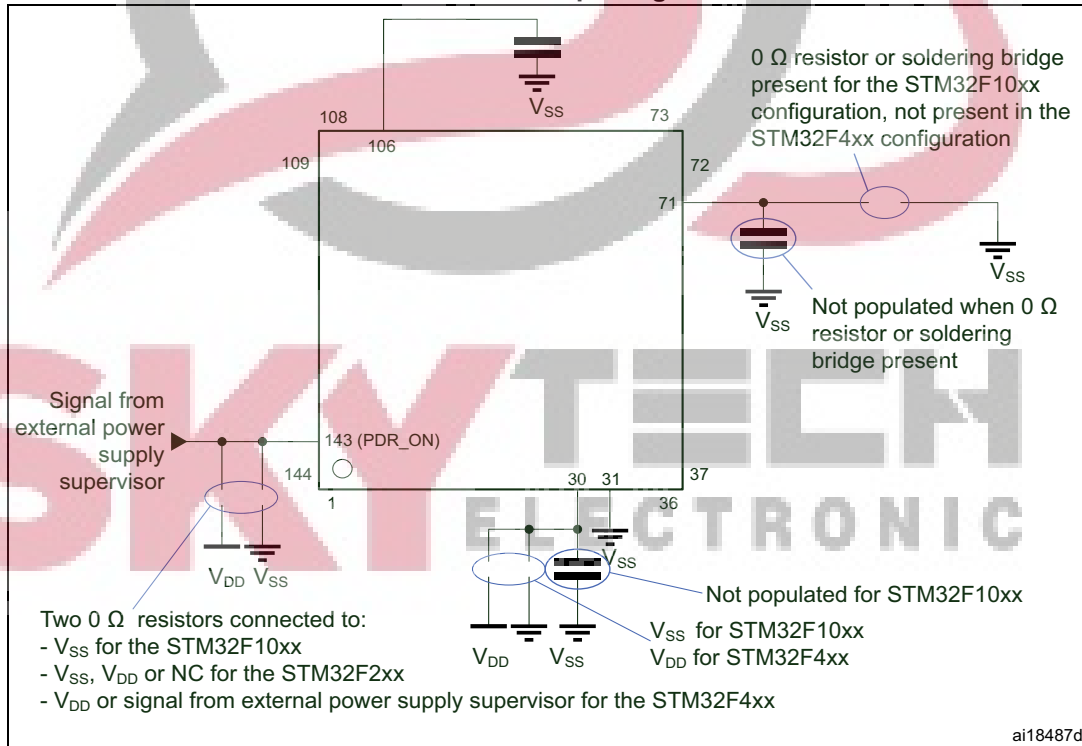 0 Ω resistor or soldering bridge
present for the STM32F10xx
configuration, not present in the
STM32F4xx configuration
VSS
108
73
106
109
72
71
VSS
VSS
Not populated when 0 Ω
resistor or soldering
bridge present
SKYTECH
ELECTRONIC
Signal from
external power
supply
supervisor
143 (PDR_ON)
144
1
30
31
37
36
VDD
VSS
VSS
VDD
VSS
Not populated for STM32F10xx
VSS for STM32F10xx
VDD for STM32F4xx
Two 0 Ω resistors connected to:
- VSS for the STM32F10xx
- VSS, VDD or NC for the STM32F2xx
- VDD or signal from external power supply supervisor for the STM32F4xx
ai18487d